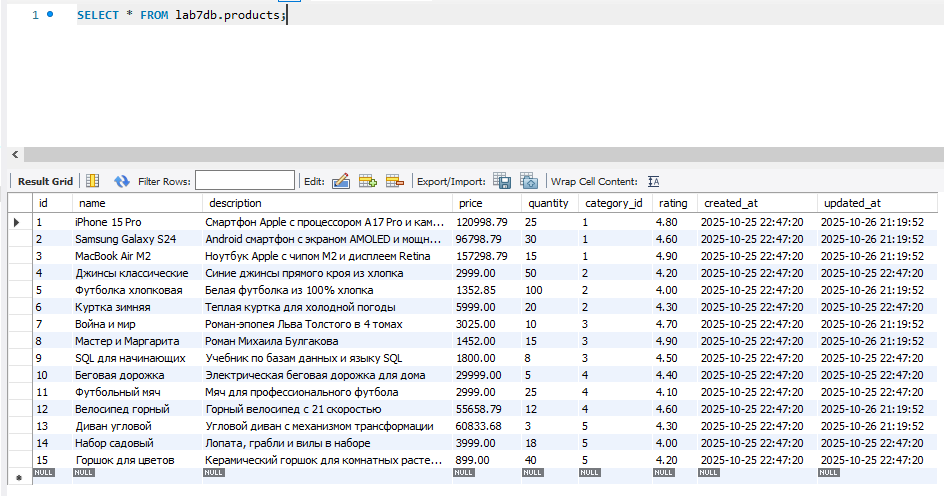 1 SELECT * FROM lab7db.products;
Result Grid Filter Rows: Edit: Export/Import: Wrap Cell Content: IA
id name description price quantity category_id rating created_at updated_at
1 iPhone 15 Pro Смартфон Apple с процессором A17 Pro и кам... 120998.79 25 1 4.80 2025-10-25 22:47:20 2025-10-26 21:19:52
2 Samsung Galaxy S24 Android смартфон с экраном AMOLED и мощн... 96798.79 30 1 4.60 2025-10-25 22:47:20 2025-10-26 21:19:52
3 MacBook Air M2 Ноутбук Apple с чипом M2 и дисплеем Retina 157298.79 15 1 4.90 2025-10-25 22:47:20 2025-10-26 21:19:52
4 Джинсы классические Синие джинсы прямого кроя из хлопка 2999.00 50 2 4.20 2025-10-25 22:47:20 2025-10-25 22:47:20
5 Футболка хлопковая Белая футболка из 100% хлопка 1352.85 100 2 4.00 2025-10-25 22:47:20 2025-10-26 21:19:52
6 Куртка зимняя Теплая куртка для холодной погоды 5999.00 20 2 4.30 2025-10-25 22:47:20 2025-10-25 22:47:20
7 Война и мир Роман-эпопея Льва Толстого в 4 томах 3025.00 10 3 4.70 2025-10-25 22:47:20 2025-10-26 21:19:52
8 Мастер и Маргарита Роман Михаила Булгакова 1452.00 15 3 4.90 2025-10-25 22:47:20 2025-10-26 21:19:52
9 SQL для начинающих Учебник по базам данных и языку SQL 1800.00 8 3 4.50 2025-10-25 22:47:20 2025-10-25 22:47:20
10 Беговая дорожка Электрическая беговая дорожка для дома 29999.00 5 4 4.40 2025-10-25 22:47:20 2025-10-25 22:47:20
11 Футбольный мяч Мяч для профессионального футбола 2999.00 25 4 4.10 2025-10-25 22:47:20 2025-10-25 22:47:20
12 Велосипед горный Горный велосипед с 21 скоростью 55658.79 12 4 4.60 2025-10-25 22:47:20 2025-10-26 21:19:52
13 Диван угловой Угловой диван с механизмом трансформации 60833.68 3 5 4.30 2025-10-25 22:47:20 2025-10-26 21:19:52
14 Набор садовый Лопата, грабли и вилы в наборе 3999.00 18 5 4.00 2025-10-25 22:47:20 2025-10-25 22:47:20
15 Горшок для цветов Керамический горшок для комнатных расте... 899.00 40 5 4.20 2025-10-25 22:47:20 2025-10-25 22:47:20
NULL NULL NULL NULL NULL NULL NULL NULL NULL